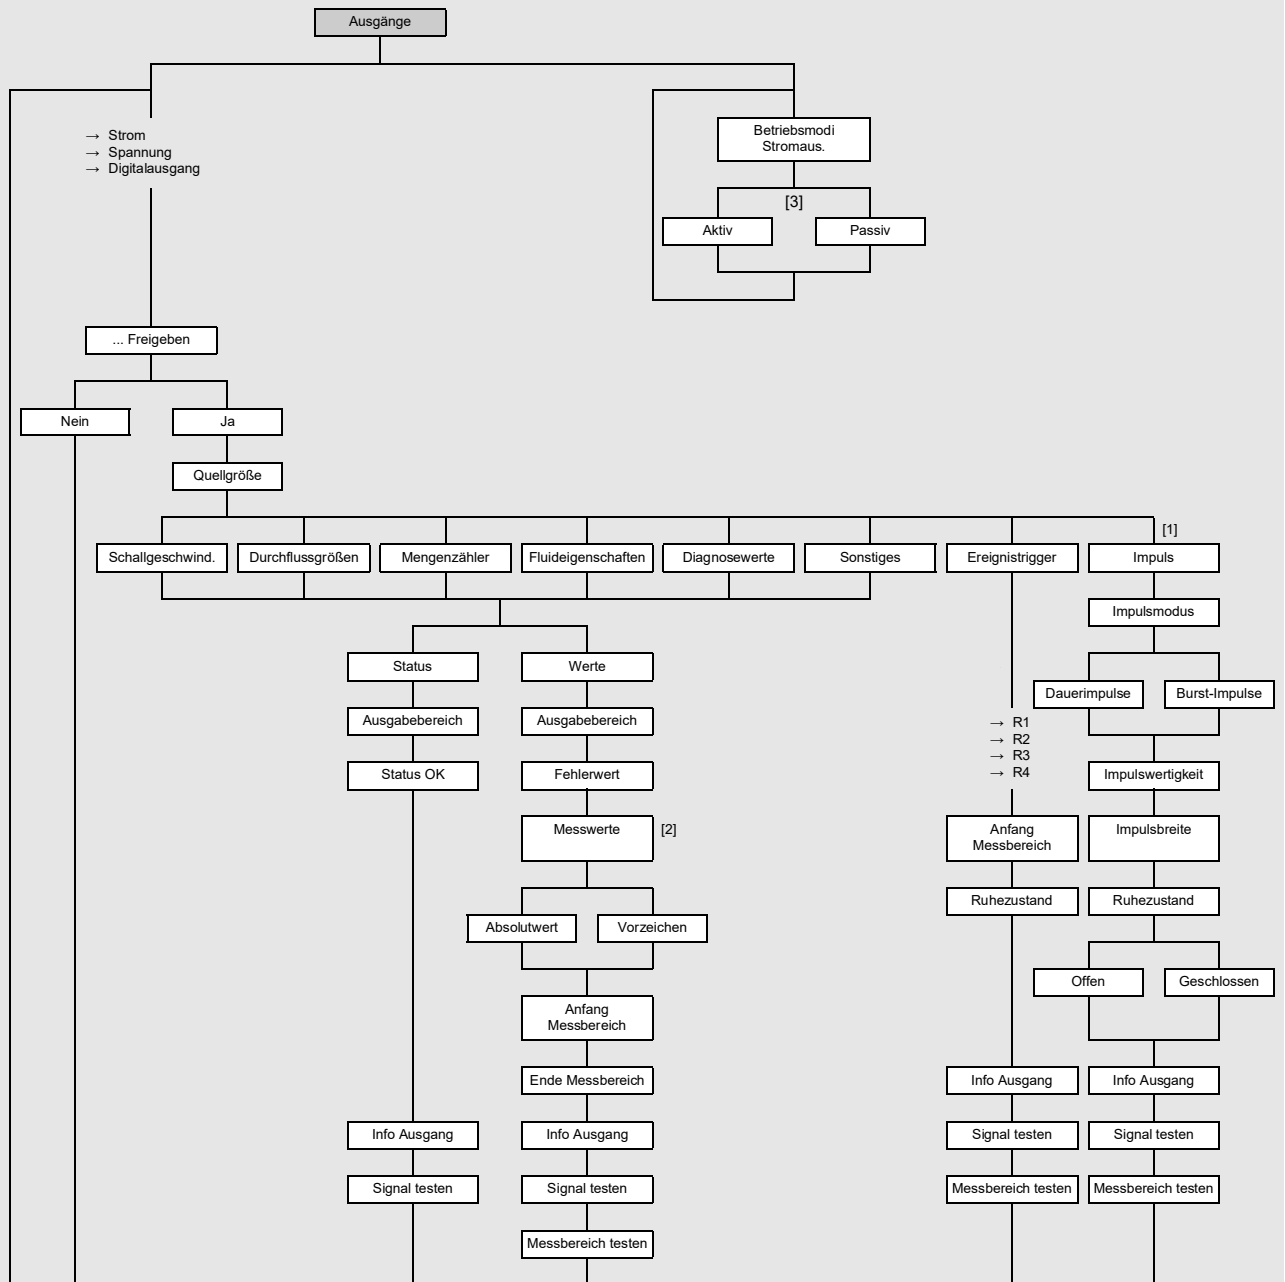 Ausgänge
→ Strom
→ Spannung
→ Digitalausgang
Betriebsmodi
Stromaus.
[3]
Aktiv
Passiv
... Freigeben
Nein
Ja
Quellgröße
[1]
Schallgeschwind.
Durchflussgrößen
Mengenzähler
Fluideigenschaften
Diagnosewerte
Sonstiges
Ereignistrigger
Impuls
Impulsmodus
Status
Werte
Dauerimpulse
Burst-Impulse
Ausgabebereich
Ausgabebereich
→ R1
→ R2
→ R3
→ R4
Status OK
Fehlerwert
Impulswertigkeit
Messwerte
[2]
Anfang
Messbereich
Impulsbreite
Ruhezustand
Ruhezustand
Absolutwert
Vorzeichen
Offen
Geschlossen
Anfang
Messbereich
Ende Messbereich
Info Ausgang
Info Ausgang
Info Ausgang
Info Ausgang
Signal testen
Signal testen
Signal testen
Signal testen
Messbereich testen
Messbereich testen
Messbereich testen